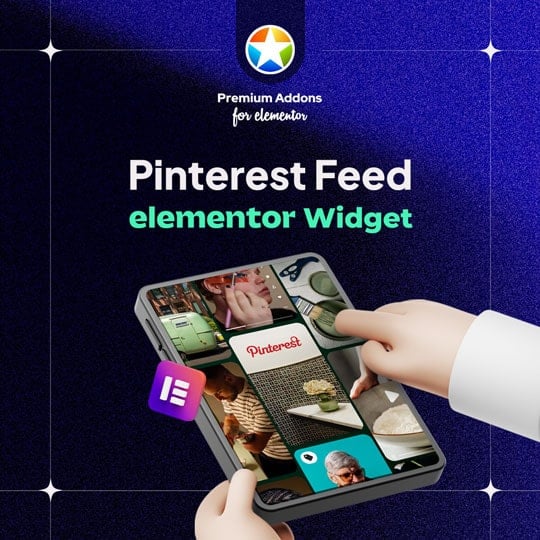 Premium Addons
for elementor
Pinterest Feed
elementor Widget
Pinterest